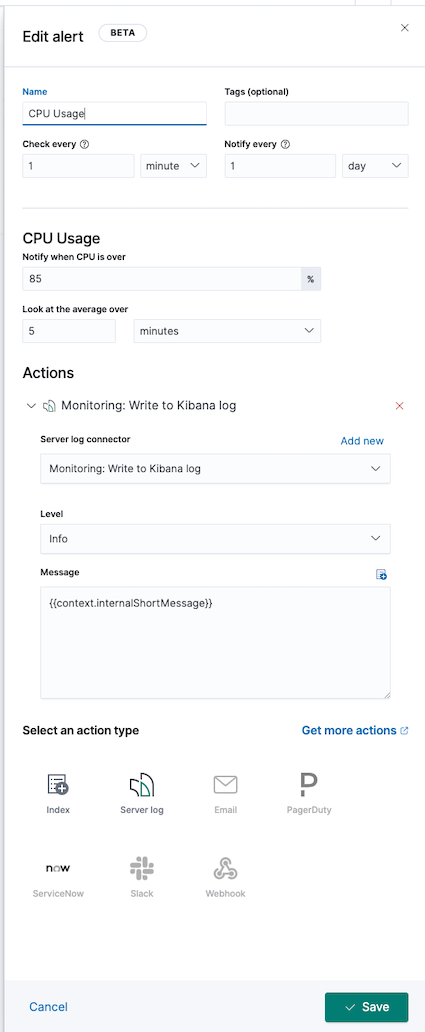 Edit alert BETA
Name Tags (optional)
CPU Usage
Check every Notify every
1 minute 1 day
CPU Usage
Notify when CPU is over
85 %
Look at the average over
5 minutes
Actions
Monitoring: Write to Kibana log
Server log connector Add new
Monitoring: Write to Kibana log
Level
Info
Message
{{context.internalShortMessage}}
Select an action type Get more actions
Index Server log Email PagerDuty
now
ServiceNow Slack Webhook
Cancel Save